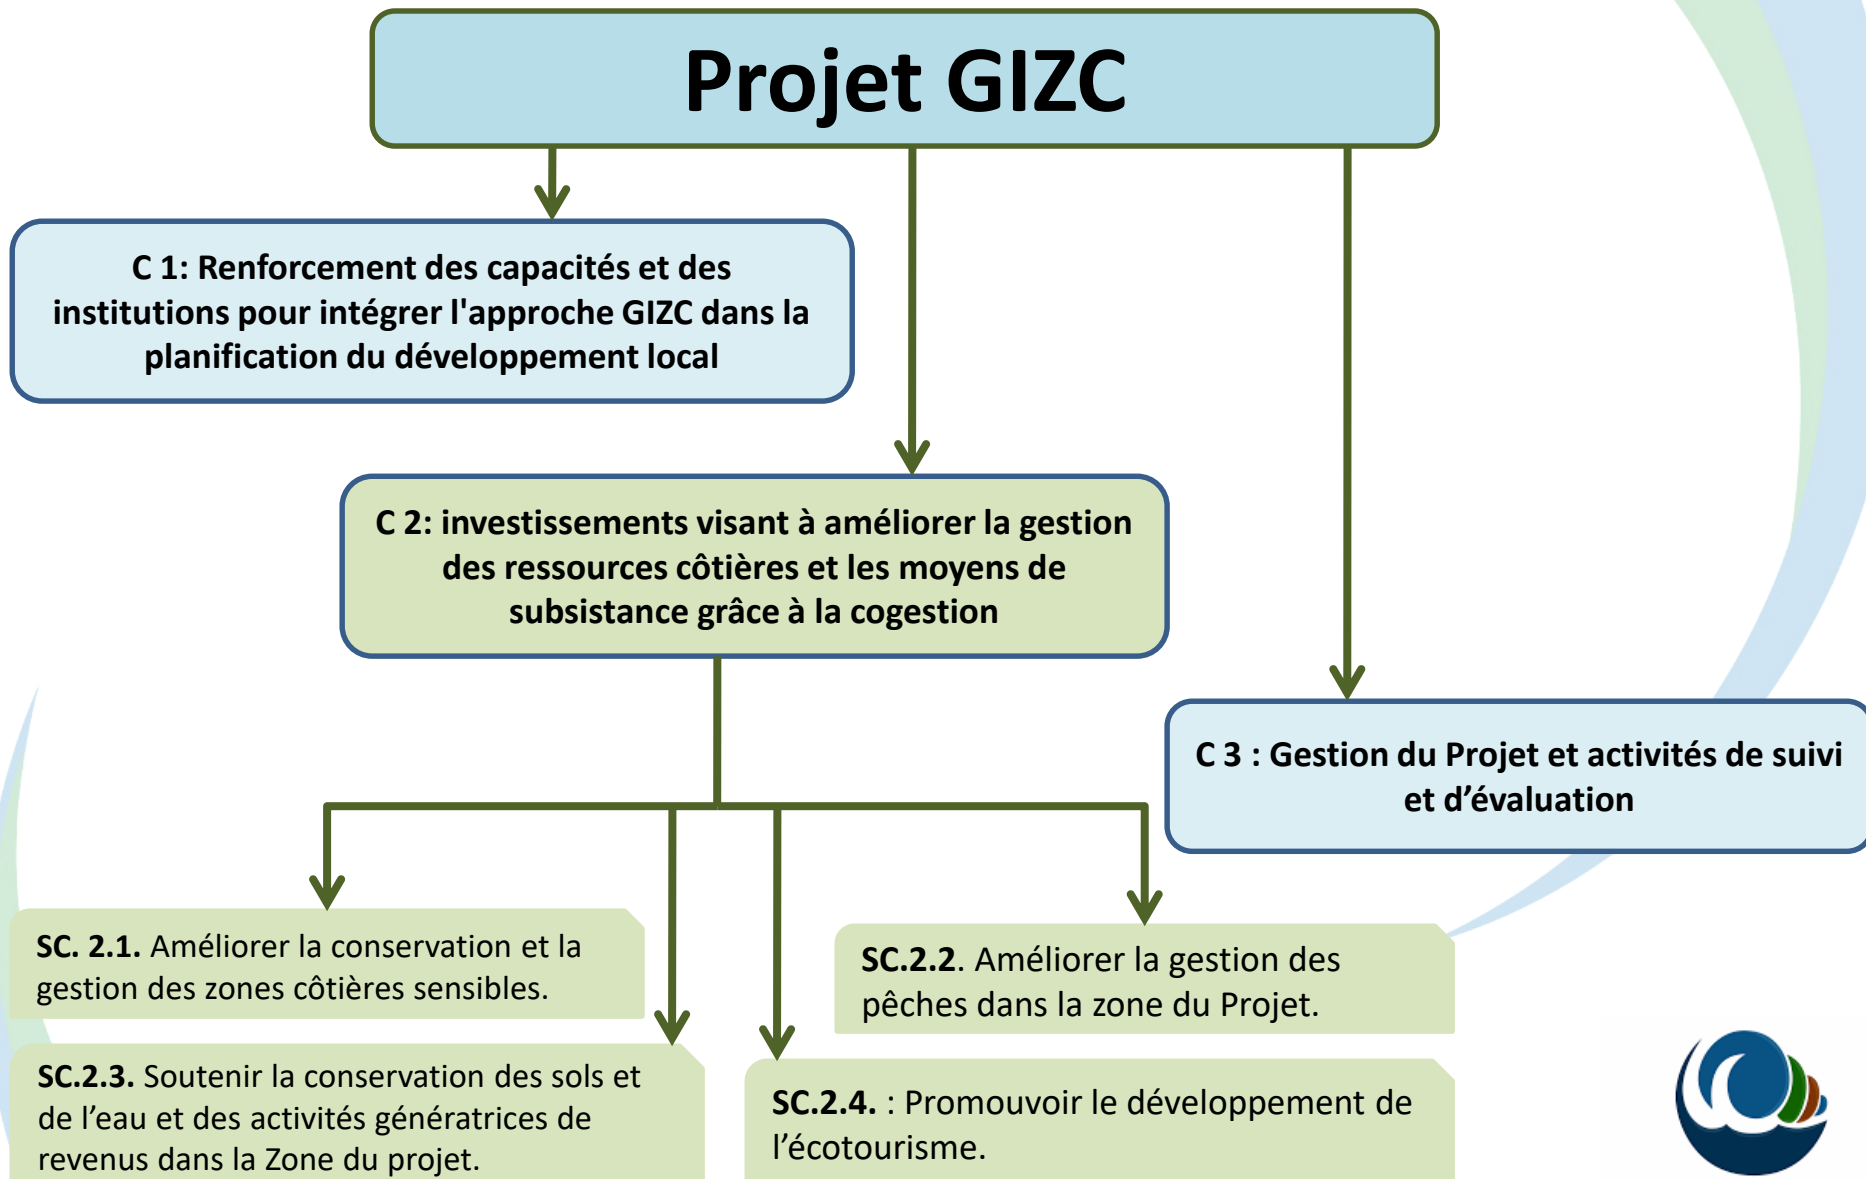 Projet GIZC
C 1: Renforcement des capacités et des
institutions pour intégrer l'approche GIZC dans la
planification du développement local
C 2: investissements visant à améliorer la gestion
des ressources côtières et les moyens de
subsistance grâce à la cogestion
C 3 : Gestion du Projet et activités de suivi
et d’évaluation
SC. 2.1. Améliorer la conservation et la
gestion des zones côtières sensibles.
SC.2.2. Améliorer la gestion des
pêches dans la zone du Projet.
SC.2.3. Soutenir la conservation des sols et
de l’eau et des activités génératrices de
revenus dans la Zone du projet.
SC.2.4. : Promouvoir le développement de
l’écotourisme.